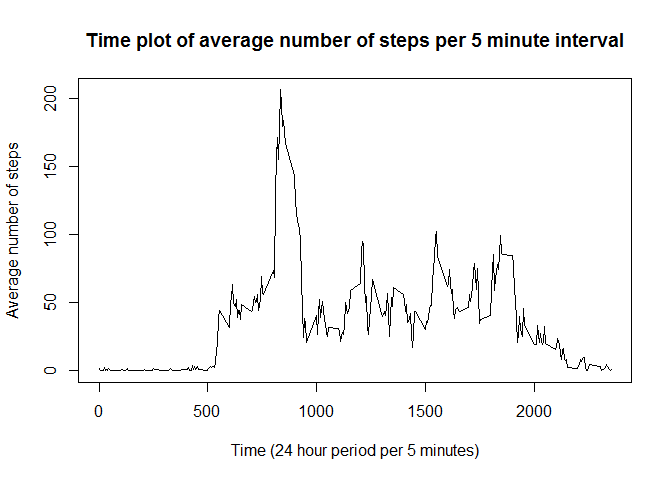 Time plot of average number of steps per 5 minute interval
Average number of steps
200
150
100
50
0
0 500 1000 1500 2000
Time (24 hour period per 5 minutes)